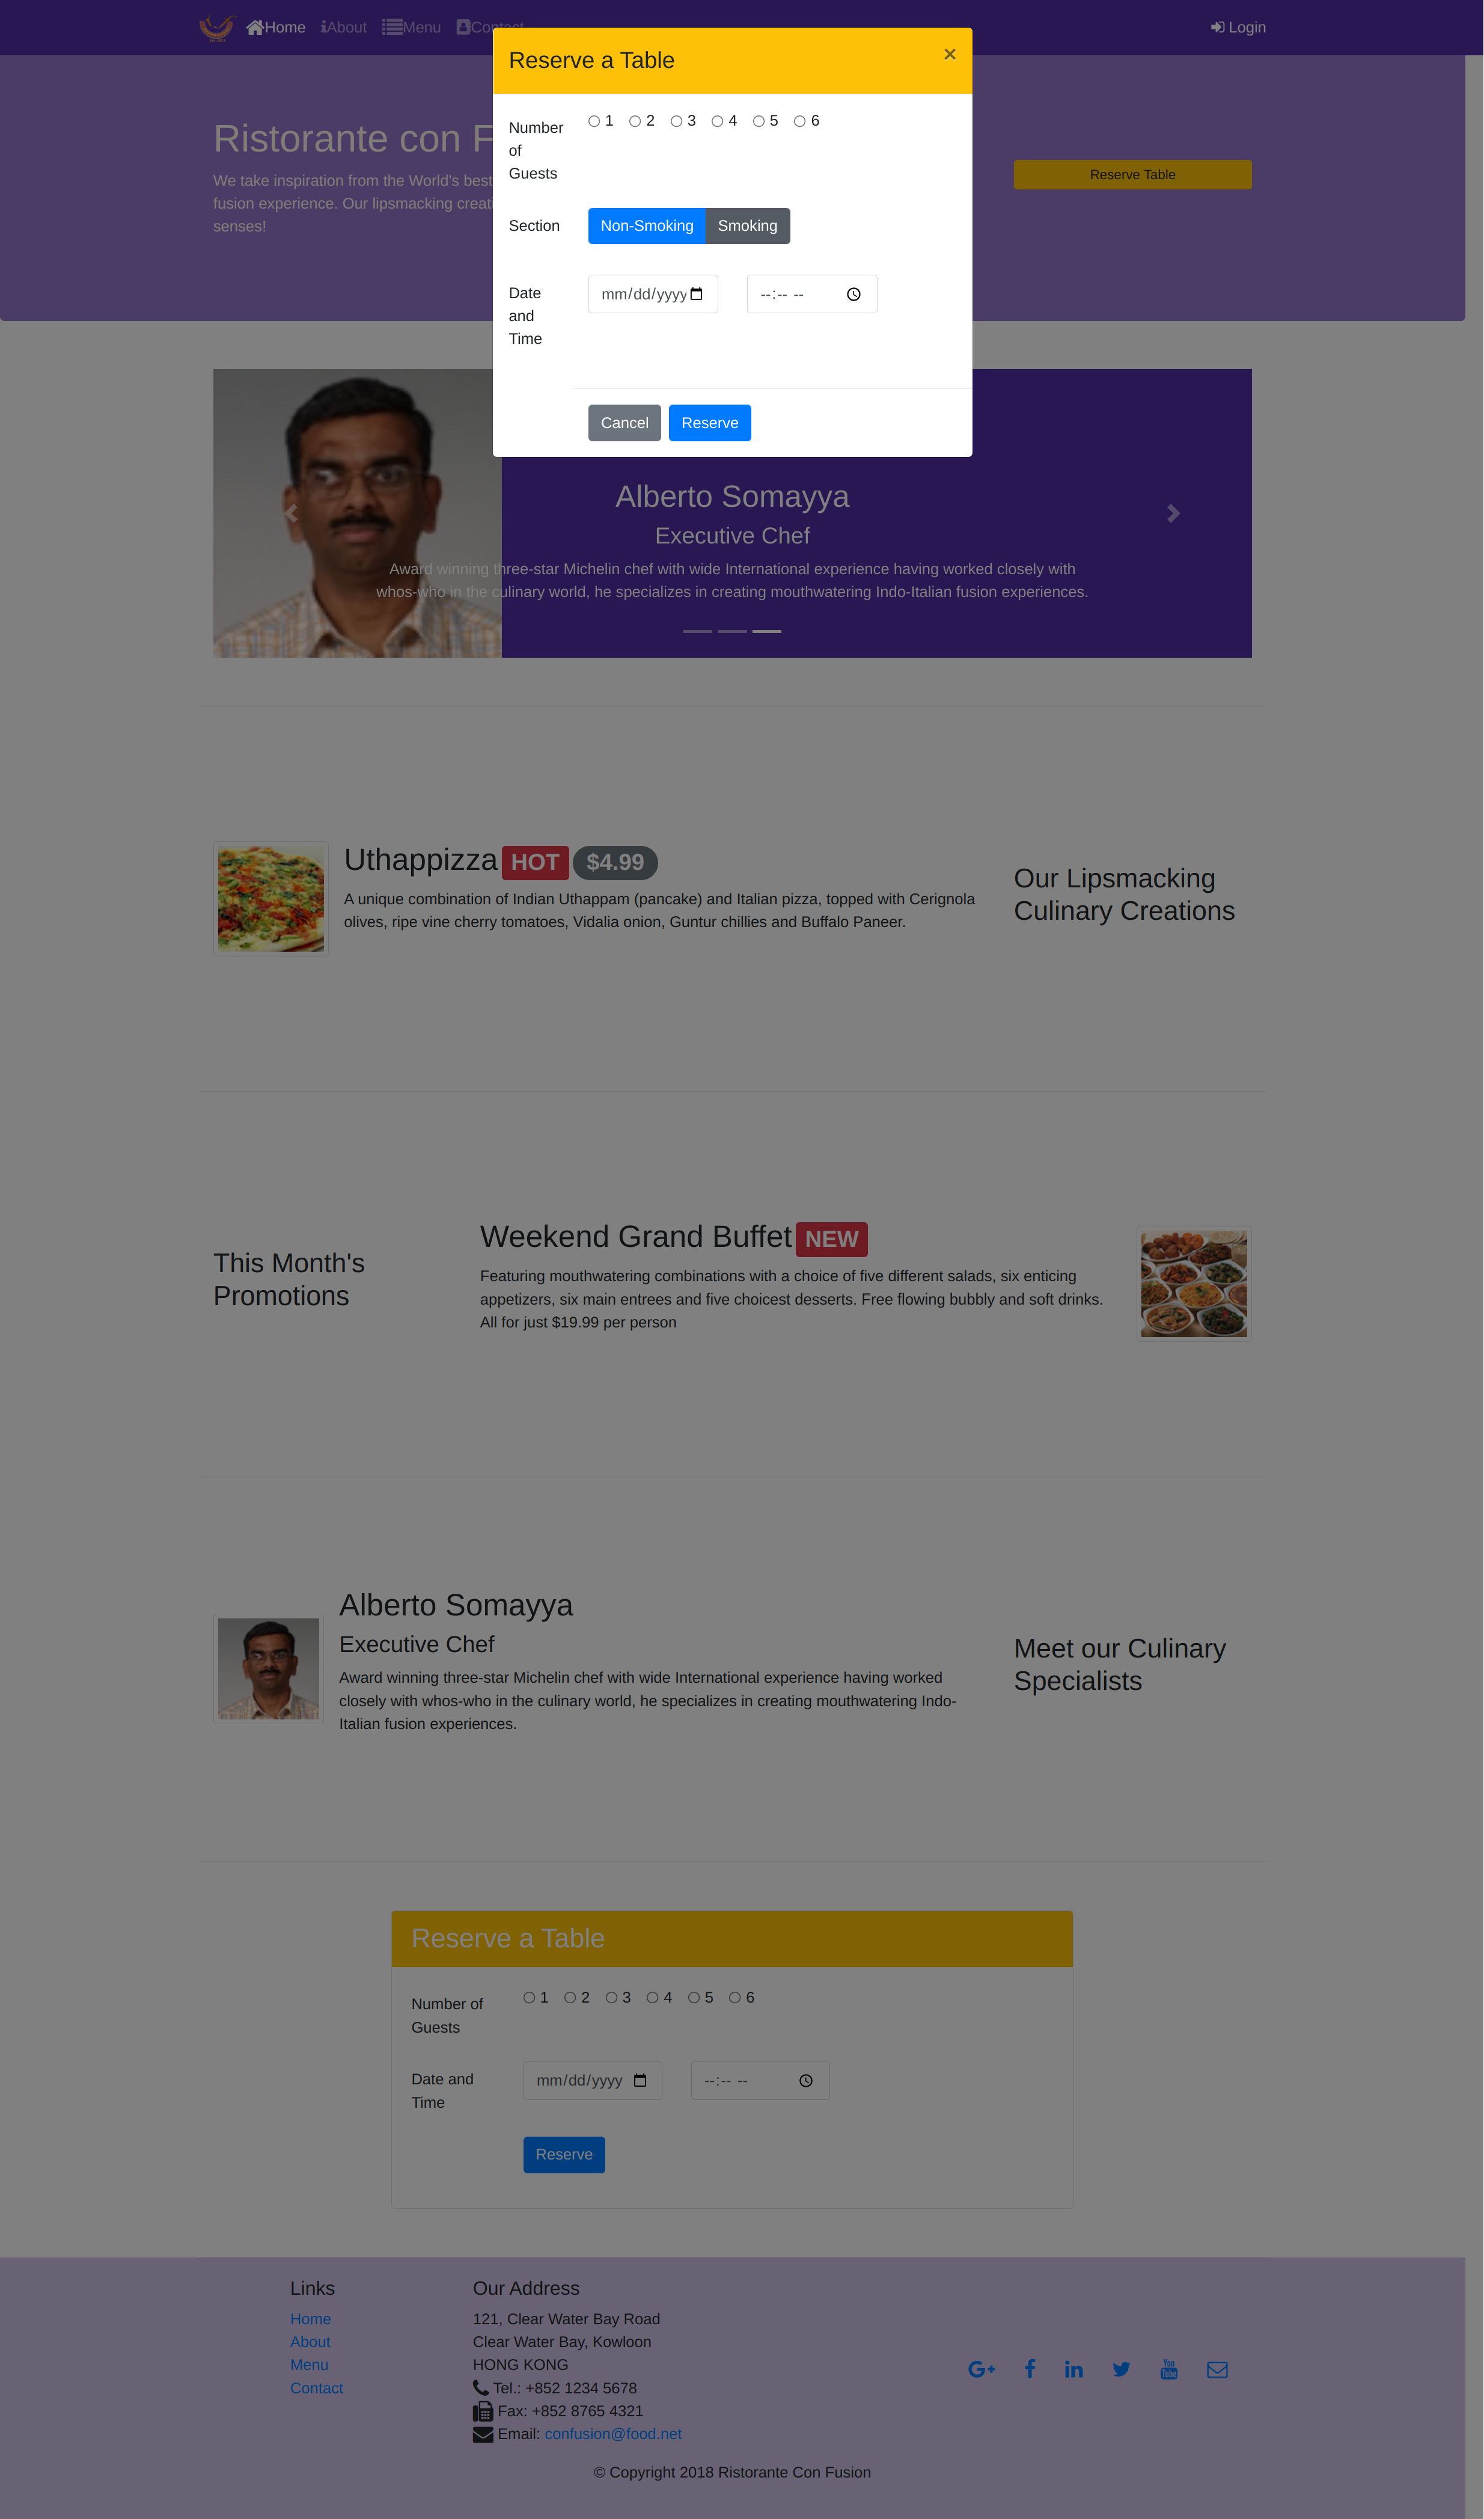 Home About Menu Contact Login
Reserve a Table ×
Number of Guests
1 2 3 4 5 6
Section
Non-Smoking Smoking
Date and Time
mm/dd/yyyy --:-- --
Cancel Reserve
Ristorante con F
We take inspiration from the World's best
fusion experience. Our lipsmacking creati
senses!
Reserve Table
Alberto Somayya
Executive Chef
Award winning three-star Michelin chef with wide International experience having worked closely with
whos-who in the culinary world, he specializes in creating mouthwatering Indo-Italian fusion experiences.
Uthappizza HOT $4.99
A unique combination of Indian Uthappam (pancake) and Italian pizza, topped with Cerignola
olives, ripe vine cherry tomatoes, Vidalia onion, Guntur chillies and Buffalo Paneer.
Our Lipsmacking
Culinary Creations
This Month's
Promotions
Weekend Grand Buffet NEW
Featuring mouthwatering combinations with a choice of five different salads, six enticing
appetizers, six main entrees and five choicest desserts. Free flowing bubbly and soft drinks.
All for just $19.99 per person
Alberto Somayya
Executive Chef
Award winning three-star Michelin chef with wide International experience having worked
closely with whos-who in the culinary world, he specializes in creating mouthwatering Indo-
Italian fusion experiences.
Meet our Culinary
Specialists
Reserve a Table
Number of
Guests
1 2 3 4 5 6
Date and
Time
mm/dd/yyyy --:-- --
Reserve
Links
Home
About
Menu
Contact
Our Address
121, Clear Water Bay Road
Clear Water Bay, Kowloon
HONG KONG
Tel.: +852 1234 5678
Fax: +852 8765 4321
Email: confusion@food.net
© Copyright 2018 Ristorante Con Fusion